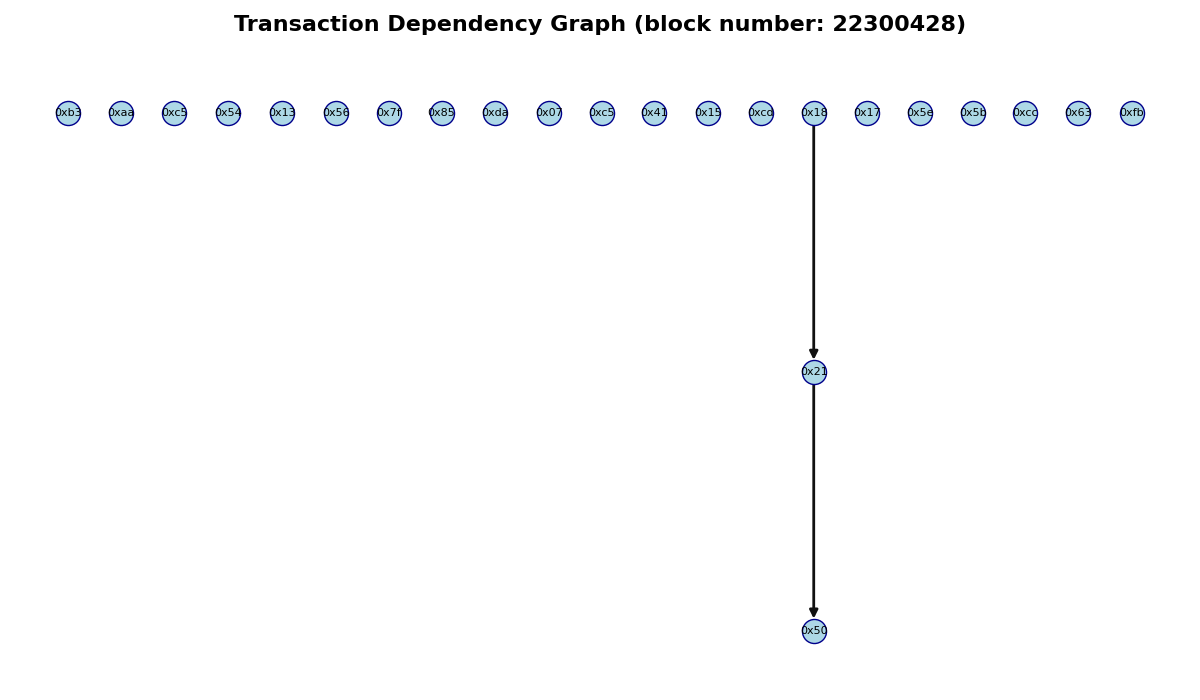 Transaction Dependency Graph (block number: 22300428)
0xb3 0xaa 0xc5 0x54 0x13 0x56 0x7f 0x85 0xda 0x07 0xc5 0x41 0x15 0xcd 0x18 0x17 0x5e 0x5b 0xcc 0x63 0xfb
0x21
0x50